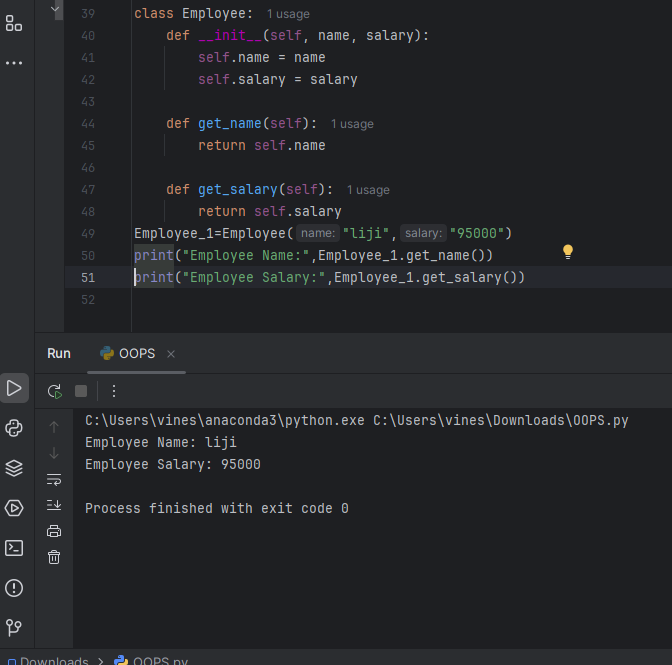 39 class Employee: 1 usage
40     def __init__(self, name, salary):
41         self.name = name
42         self.salary = salary
43
44     def get_name(self): 1 usage
45         return self.name
46
47     def get_salary(self): 1 usage
48         return self.salary
49 Employee_1=Employee( name: "liji", salary: "95000")
50 print("Employee Name:",Employee_1.get_name())
51 print("Employee Salary:",Employee_1.get_salary())
52
Run OOPS ×
C:\Users\vines\anaconda3\python.exe C:\Users\vines\Downloads\OOPS.py
Employee Name: liji
Employee Salary: 95000
Process finished with exit code 0
Downloads > OOPS.py